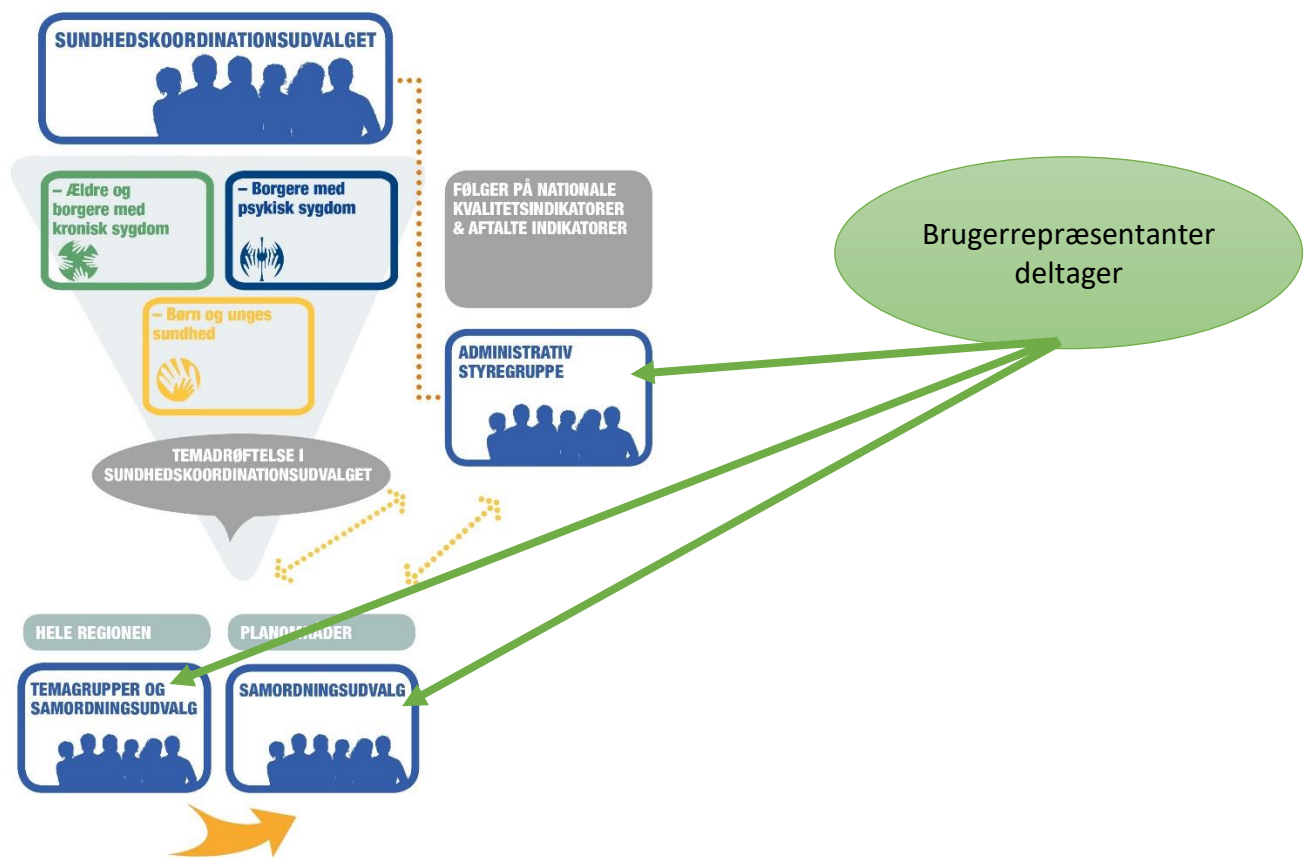 SUNDHEDSKOORDINATIONSUDVALGET
– Ældre og
borgere med
kronisk sygdom
– Borgere med
psykisk sygdom
– Børn og unges
sundhed
FØLGER PÅ NATIONALE
KVALITETSINDIKATORER
& AFTALTE INDIKATORER
Brugerrepræsentanter
deltager
ADMINISTRATIV
STYREGRUPPE
TEMADRØFTELSE I
SUNDHEDSKOORDINATIONSUDVALGET
HELE REGIONEN
PLANOMRÅDER
TEMAGRUPPER OG
SAMORDNINGSUDVALG
SAMORDNINGSUDVALG